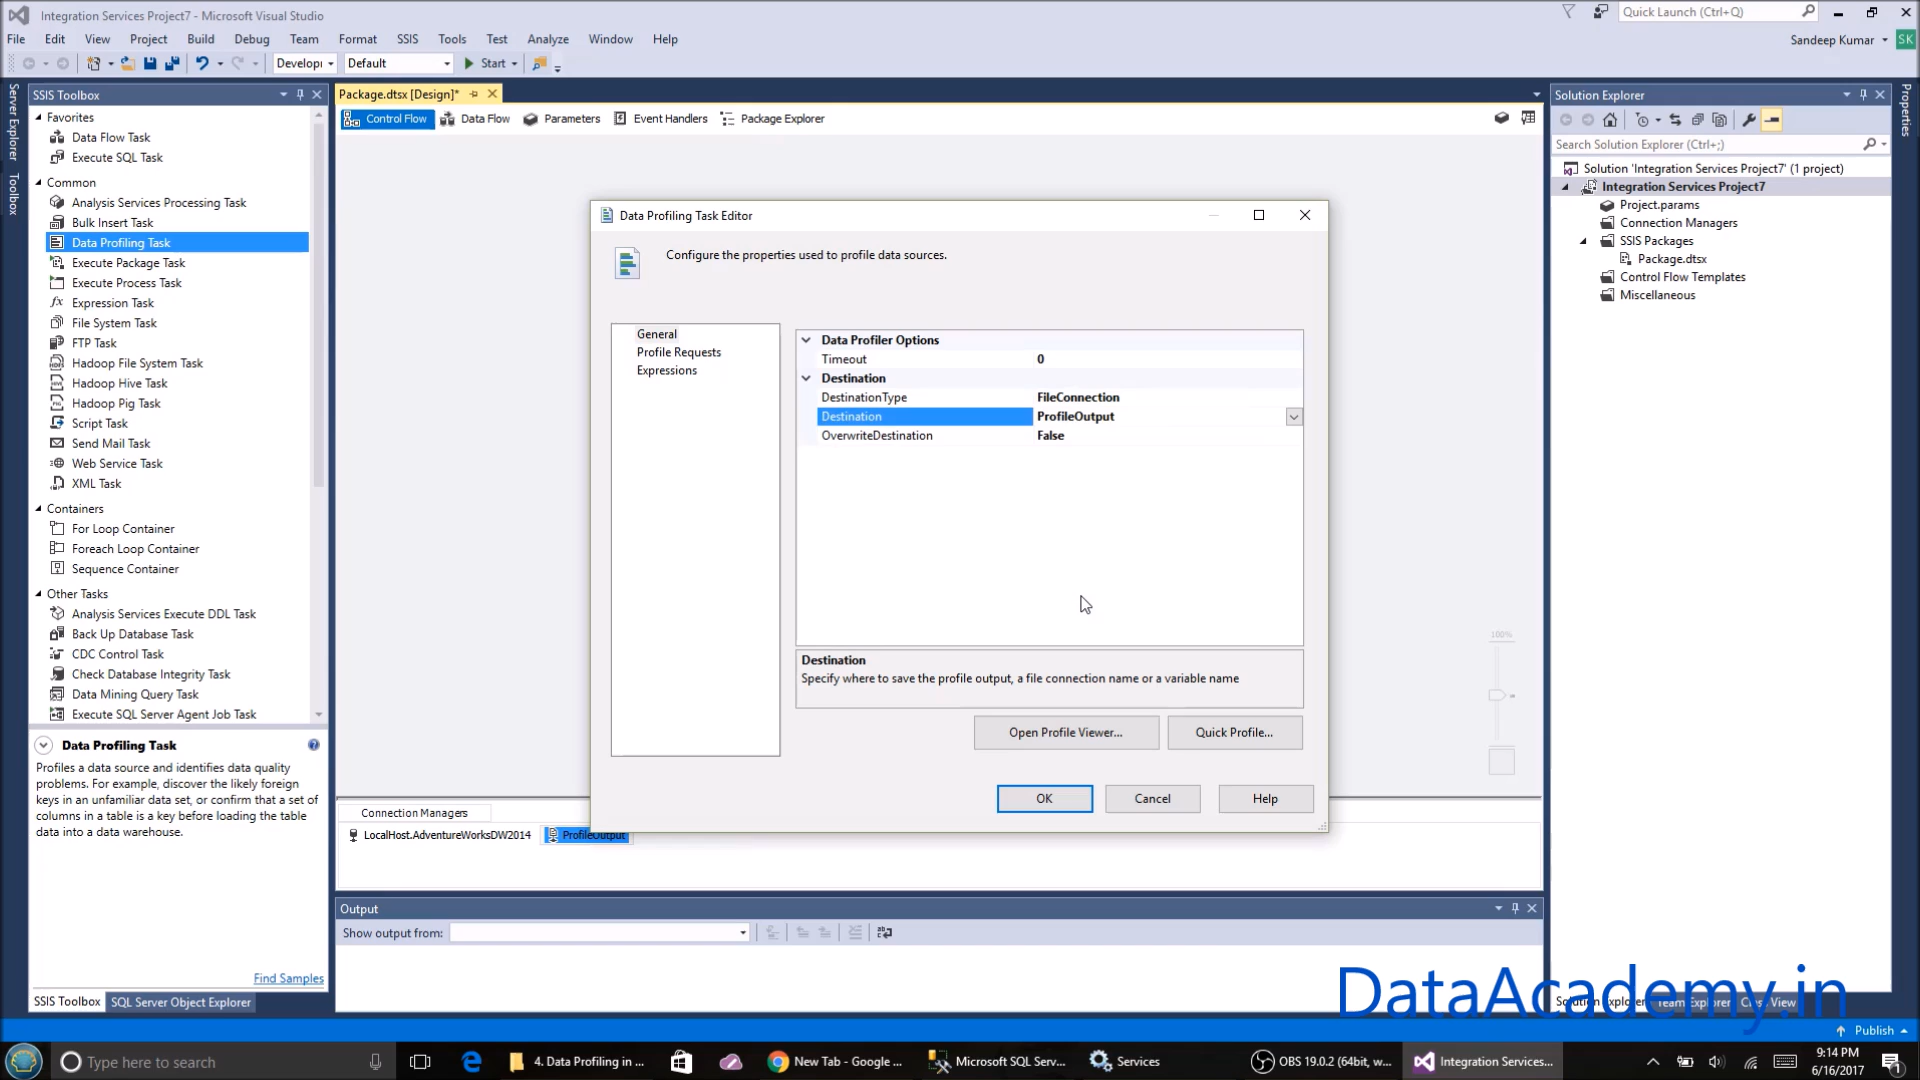 Integration Services Project7 - Microsoft Visual Studio
Quick Launch (Ctrl+Q)
File Edit View Project Build Debug Team Format SSIS Tools Test Analyze Window Help
Sandeep Kumar SK
Developi Default Start
Server Explorer
Toolbox
SSIS Toolbox
Favorites
Data Flow Task
Execute SQL Task
Common
Analysis Services Processing Task
Bulk Insert Task
Data Profiling Task
Execute Package Task
Execute Process Task
Expression Task
File System Task
FTP Task
Hadoop File System Task
Hadoop Hive Task
Hadoop Pig Task
Script Task
Send Mail Task
Web Service Task
XML Task
Containers
For Loop Container
Foreach Loop Container
Sequence Container
Other Tasks
Analysis Services Execute DDL Task
Back Up Database Task
CDC Control Task
Check Database Integrity Task
Data Mining Query Task
Execute SQL Server Agent Job Task
Data Profiling Task
Profiles a data source and identifies data quality
problems. For example, discover the likely foreign
keys in an unfamiliar data set, or confirm that a set of
columns in a table is a key before loading the table
data into a data warehouse.
Find Samples
SSIS Toolbox SQL Server Object Explorer
Package.dtsx [Design]*
Control Flow Data Flow Parameters Event Handlers Package Explorer
Data Profiling Task Editor
Configure the properties used to profile data sources.
General
Profile Requests
Expressions
Data Profiler Options
Timeout 0
Destination
DestinationType FileConnection
Destination ProfileOutput
OverwriteDestination False
Destination
Specify where to save the profile output, a file connection name or a variable name
Open Profile Viewer... Quick Profile...
OK Cancel Help
100%
Connection Managers
LocalHost.AdventureWorksDW2014 ProfileOutput
Output
Show output from:
Solution Explorer
Search Solution Explorer (Ctrl+;)
Solution 'Integration Services Project7' (1 project)
Integration Services Project7
Project.params
Connection Managers
SSIS Packages
Package.dtsx
Control Flow Templates
Miscellaneous
Properties
DataAcademy.in
Solution Explorer Team Explorer Class View
Publish
Type here to search
4. Data Profiling in ...
New Tab - Google ...
Microsoft SQL Serv...
Services
OBS 19.0.2 (64bit, w...
Integration Services...
9:14 PM
6/16/2017
1